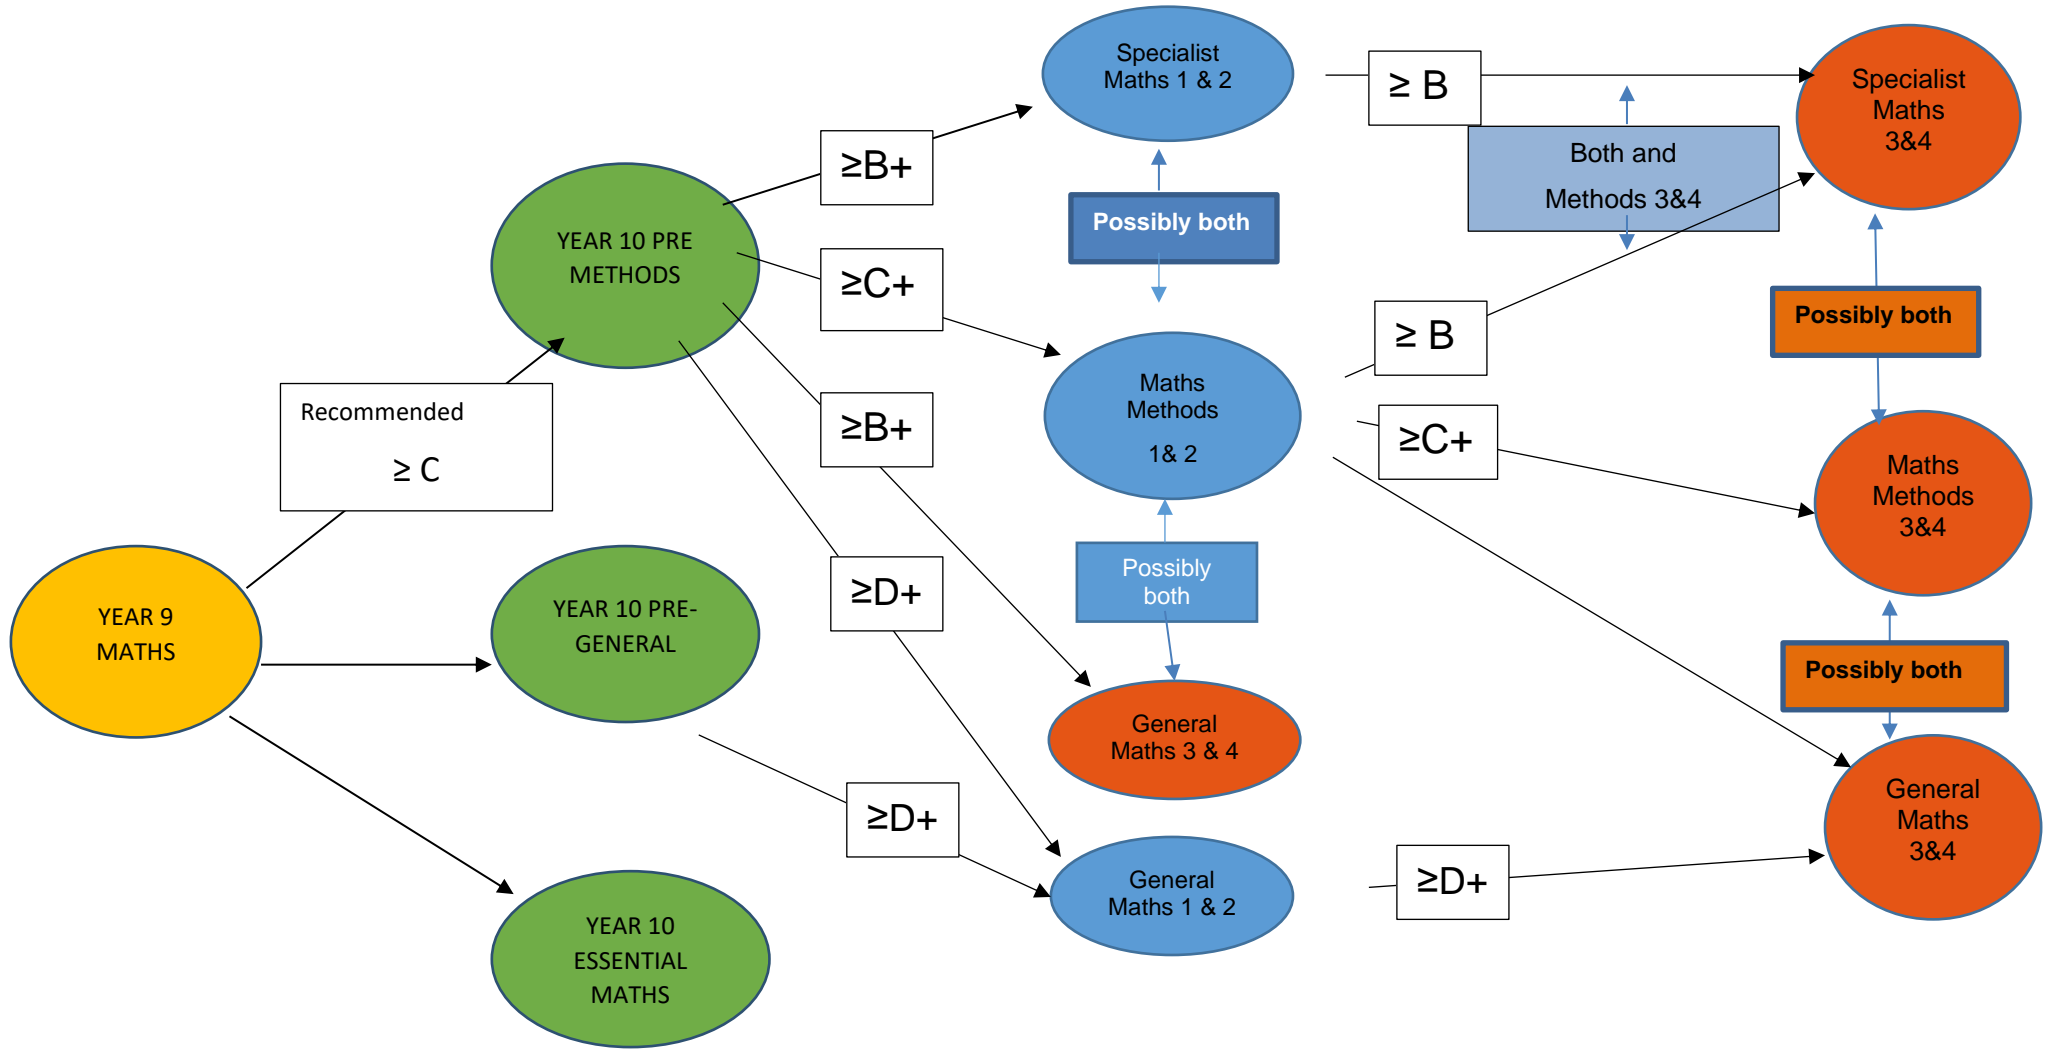 YEAR 9
MATHS
Recommended
≥ C
YEAR 10 PRE
METHODS
YEAR 10 PRE-
GENERAL
YEAR 10
ESSENTIAL
MATHS
≥B+
≥C+
≥B+
≥D+
≥D+
Specialist
Maths 1 & 2
Possibly both
Maths
Methods
1& 2
Possibly
both
General
Maths 3 & 4
General
Maths 1 & 2
≥ B
Both and
Methods 3&4
≥ B
≥C+
≥D+
Specialist
Maths
3&4
Possibly both
Maths
Methods
3&4
Possibly both
General
Maths
3&4